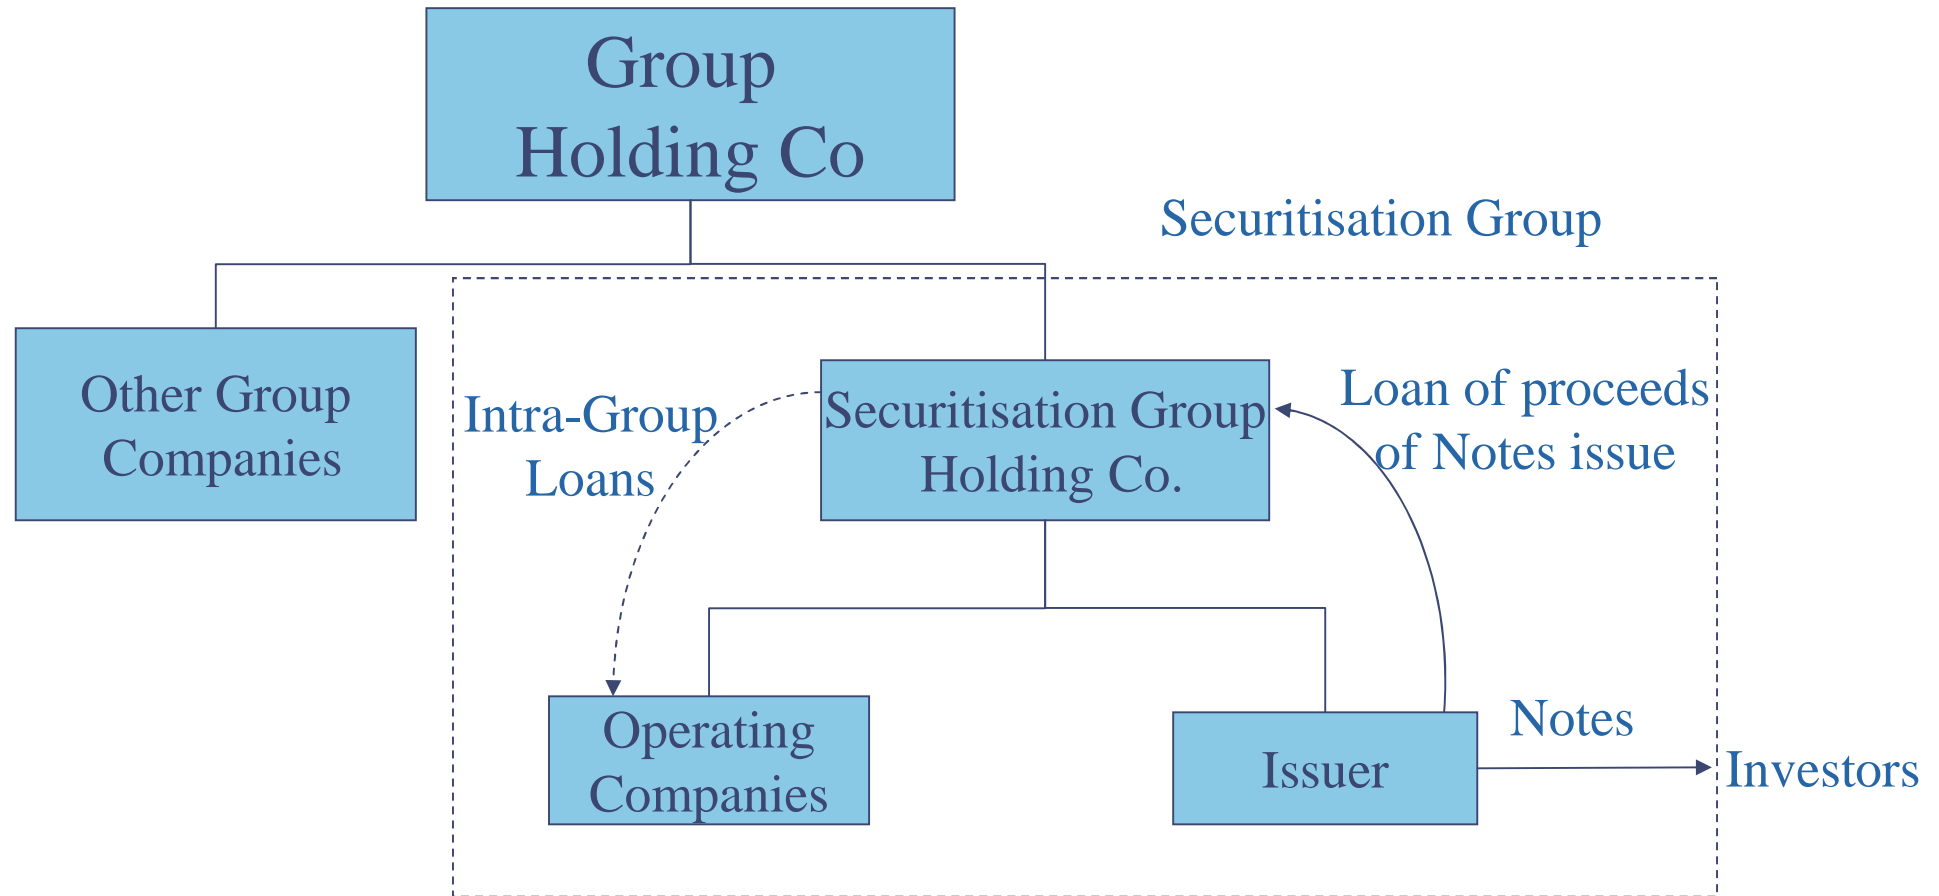 Group
Holding Co
Securitisation Group
Other Group
Companies
Intra-Group
Loans
Securitisation Group
Holding Co.
Loan of proceeds
of Notes issue
Operating
Companies
Issuer
Notes
Investors